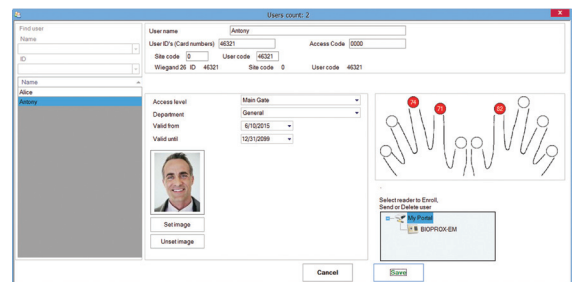 Users count: 2
Find user
Name
ID
Name
Alice
Antony
User name Antony
User ID's (Card numbers) 46321 Access Code 0000
Site code 0 User code 46321
Wiegand 26 ID 46321 Site code 0 User code 46321
Access level Main Gate
Department General
Valid from 6/10/2015
Valid until 12/31/2099
Set image
Unset image
74 71 82
Select reader to Enroll,
Send or Delete user
My Portal
BIOPROX-EM
Cancel Save